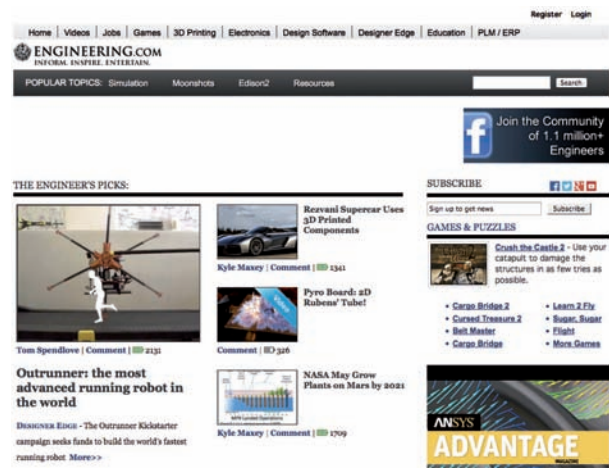 Register Login
Home Videos Jobs Games 3D Printing Electronics Design Software Designer Edge Education PLM / ERP
ENGINEERING.COM
INFORM. INSPIRE. ENTERTAIN.
POPULAR TOPICS: Simulation Moonshots Edison2 Resources
Search
Join the Community
of 1.1 million+
Engineers
THE ENGINEER'S PICKS:
Tom Spendlove | Comment | 2131
Outrunner: the most
advanced running robot in
the world
DESIGNER EDGE - The Outrunner Kickstarter
campaign seeks funds to build the world's fastest
running robot More>>
Rezvani Supercar Uses
3D Printed
Components
Kyle Maxey | Comment | 1341
Video
Pyro Board: 2D
Rubens' Tube!
Comment | 326
NASA May Grow
Plants on Mars by 2021
Kyle Maxey | Comment | 1709
SUBSCRIBE
Sign up to get news Subscribe
GAMES & PUZZLES
Crush the Castle 2 - Use your
catapult to damage the
structures in as few tries as
possible.
• Cargo Bridge 2
• Cursed Treasure 2
• Belt Master
• Cargo Bridge
• Learn 2 Fly
• Sugar, Sugar
• Flight
• More Games
ANSYS
ADVANTAGE
MAGAZINE